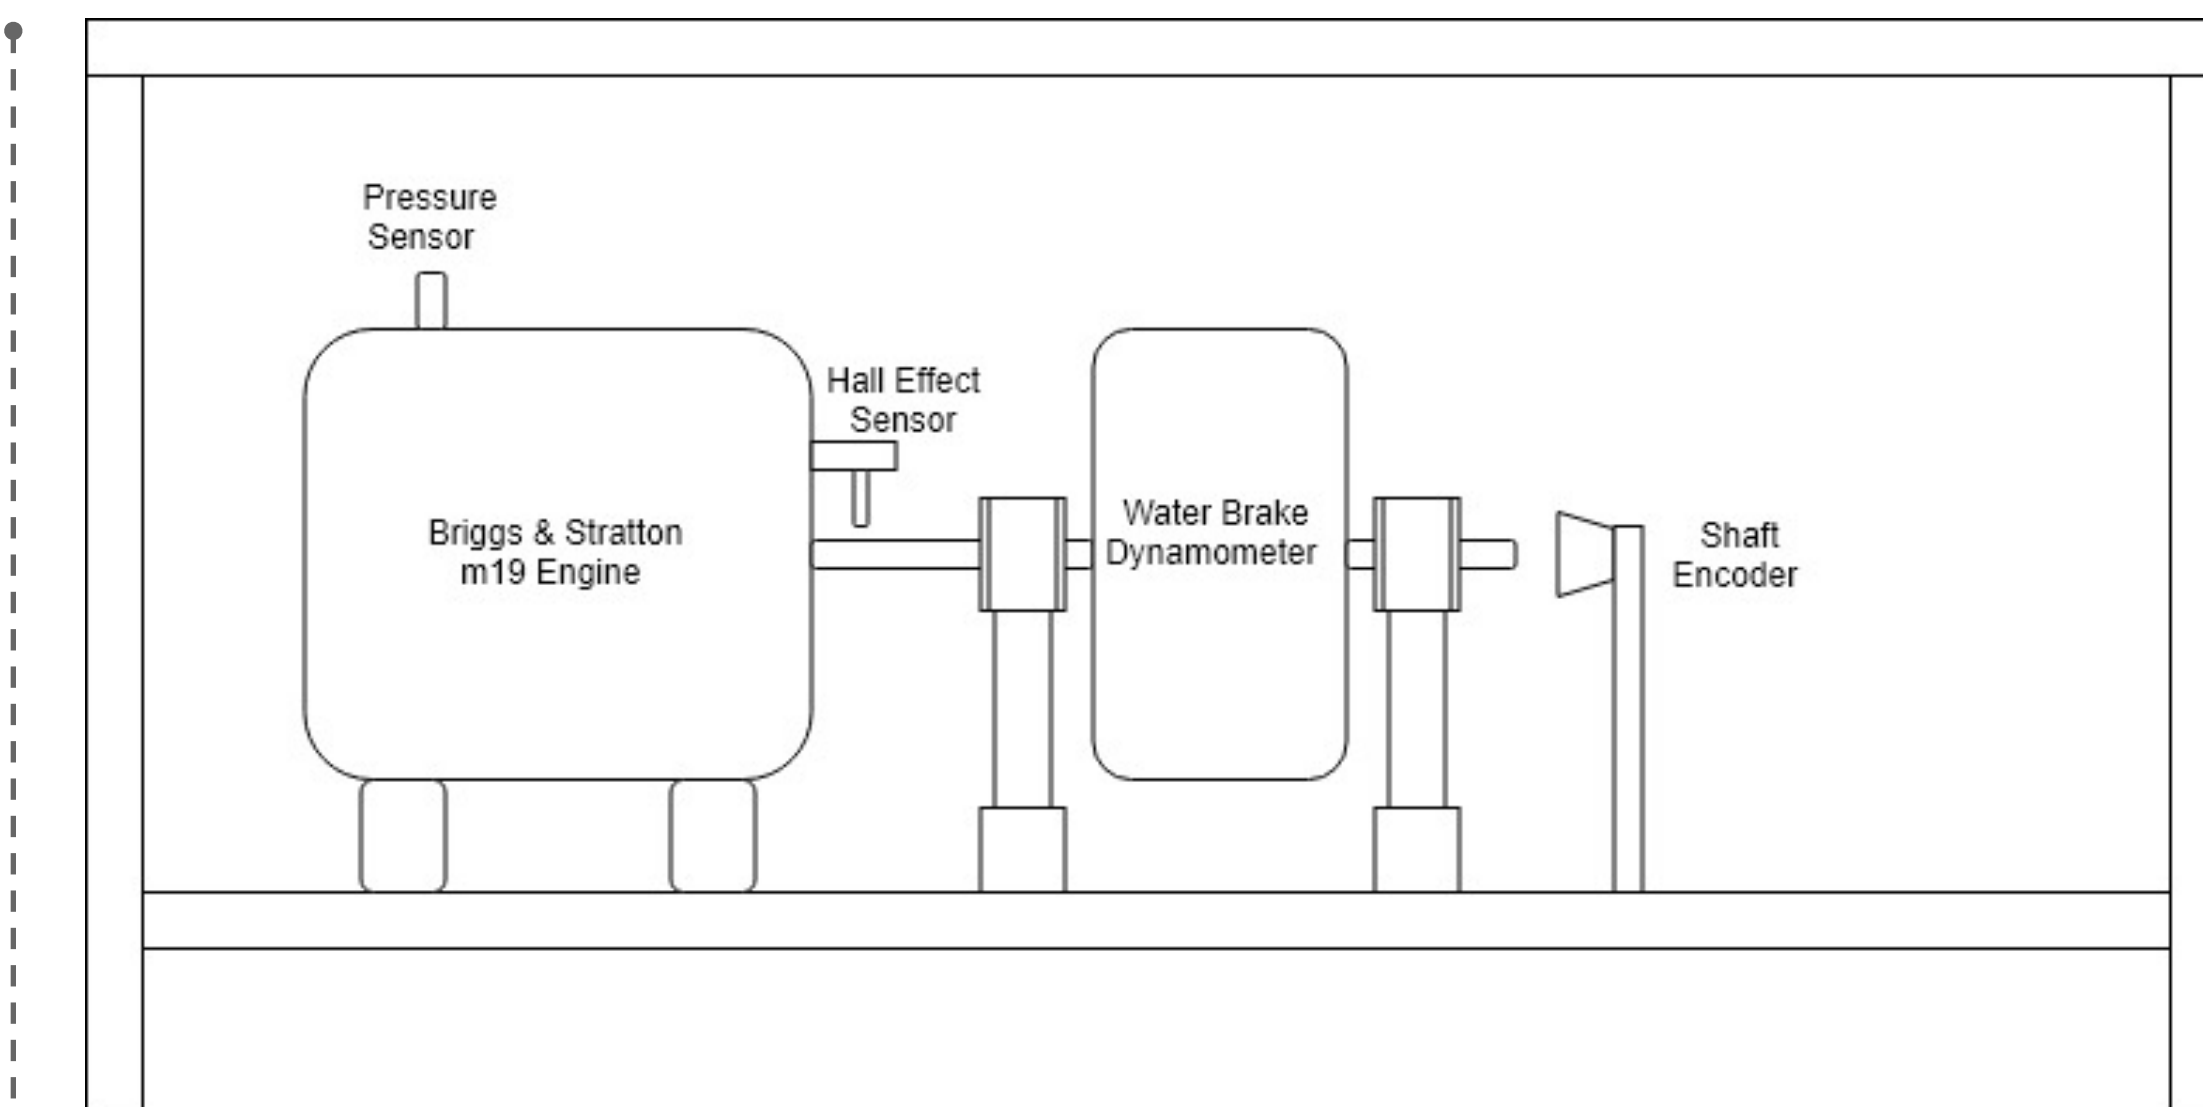 Pressure
Sensor
Hall Effect
Sensor
Briggs & Stratton
m19 Engine
Water Brake
Dynamometer
Shaft
Encoder